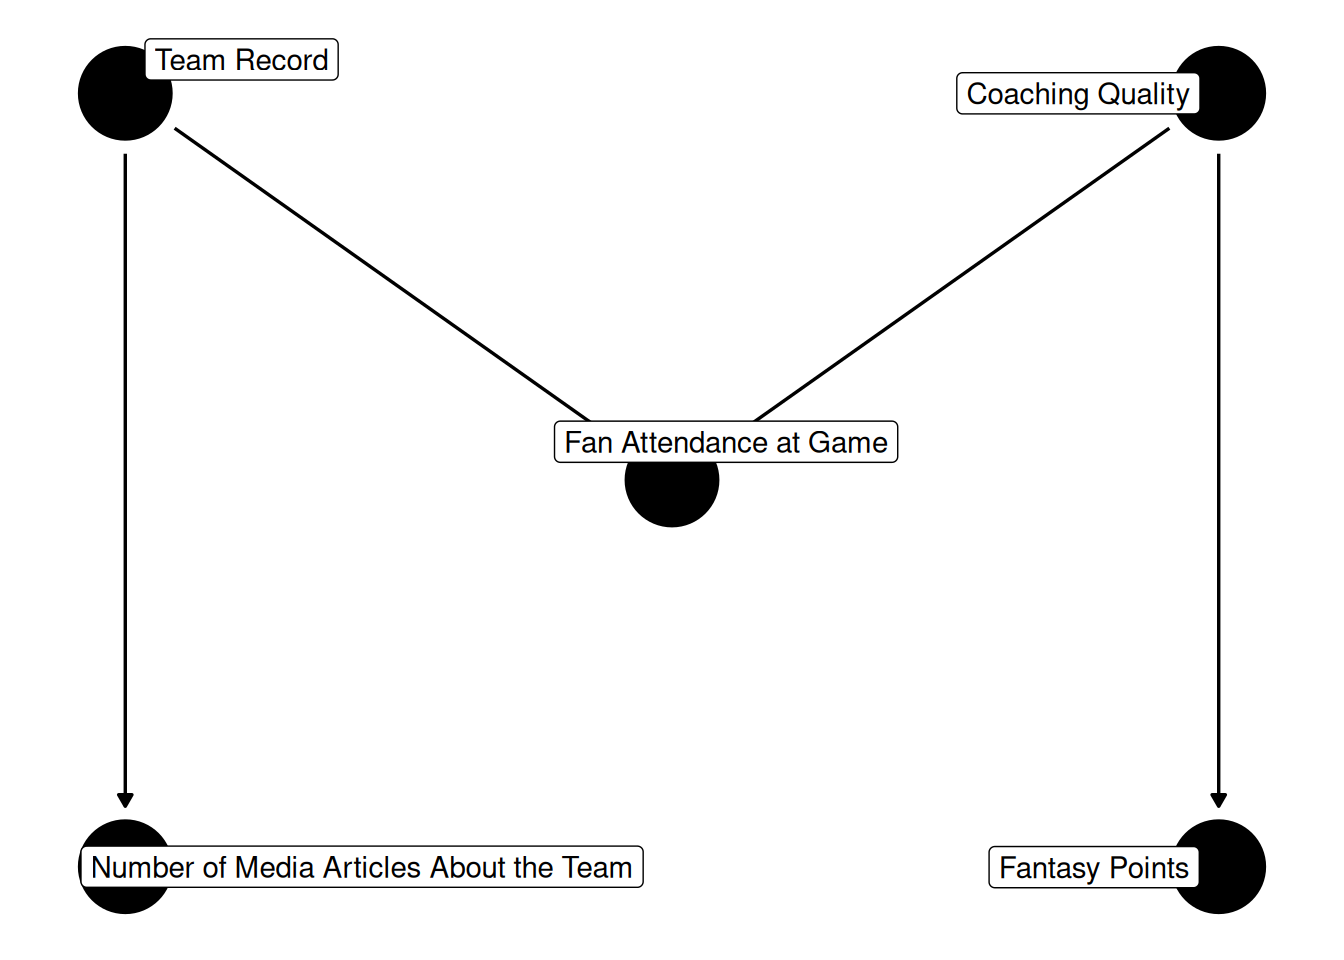 Team Record
Coaching Quality
Fan Attendance at Game
Number of Media Articles About the Team
Fantasy Points